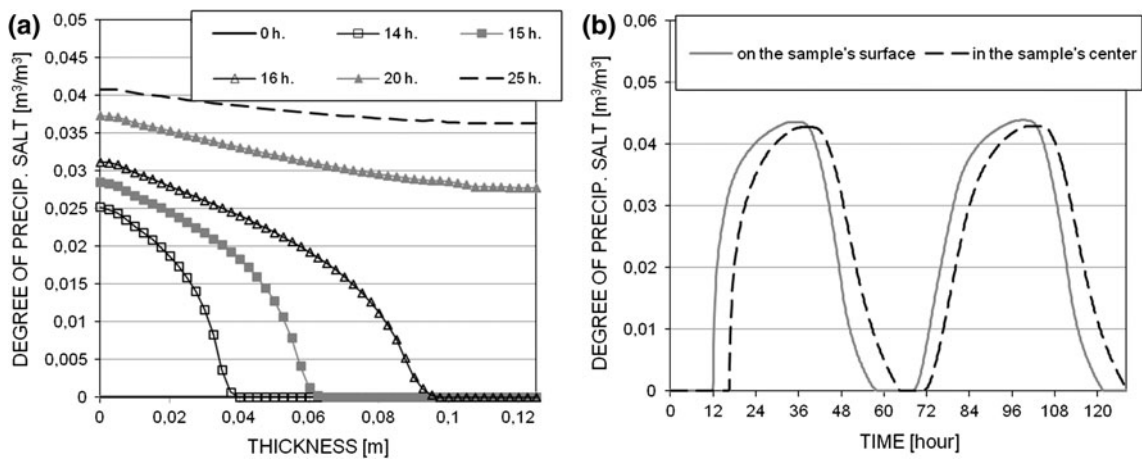 (a)
DEGREE OF PRECIP. SALT [m³/m³]
0,05
0,045
0,04
0,035
0,03
0,025
0,02
0,015
0,01
0,005
0
0 h.
14 h.
15 h.
16 h.
20 h.
25 h.
0
0,02
0,04
0,06
0,08
0,1
0,12
THICKNESS [m]
(b)
DEGREE OF PRECIP. SALT [m³/m³]
0,06
0,05
0,04
0,03
0,02
0,01
0
on the sample's surface
in the sample's center
0
12
24
36
48
60
72
84
96
108
120
TIME [hour]